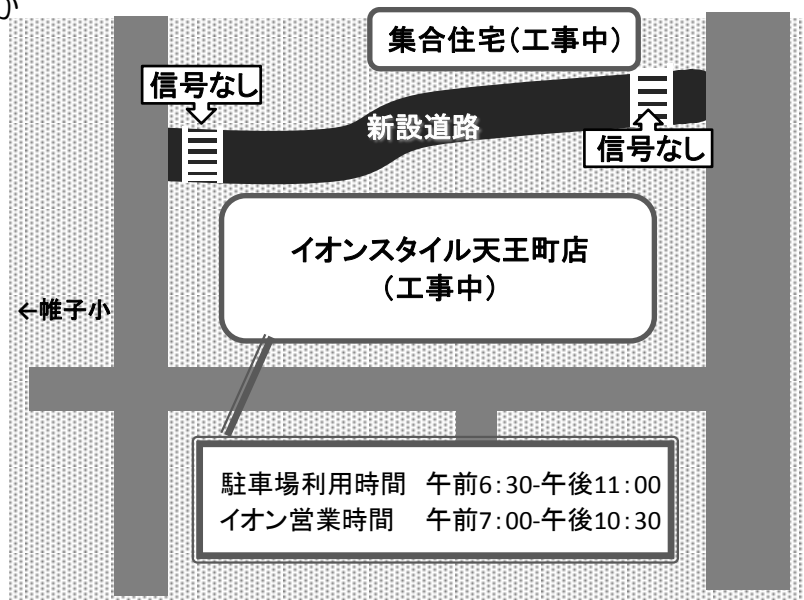 集合住宅(工事中)
信号なし
新設道路
信号なし
イオンスタイル天王町店
(工事中)
←帷子小
駐車場利用時間　午前6:30-午後11:00
イオン営業時間　午前7:00-午後10:30